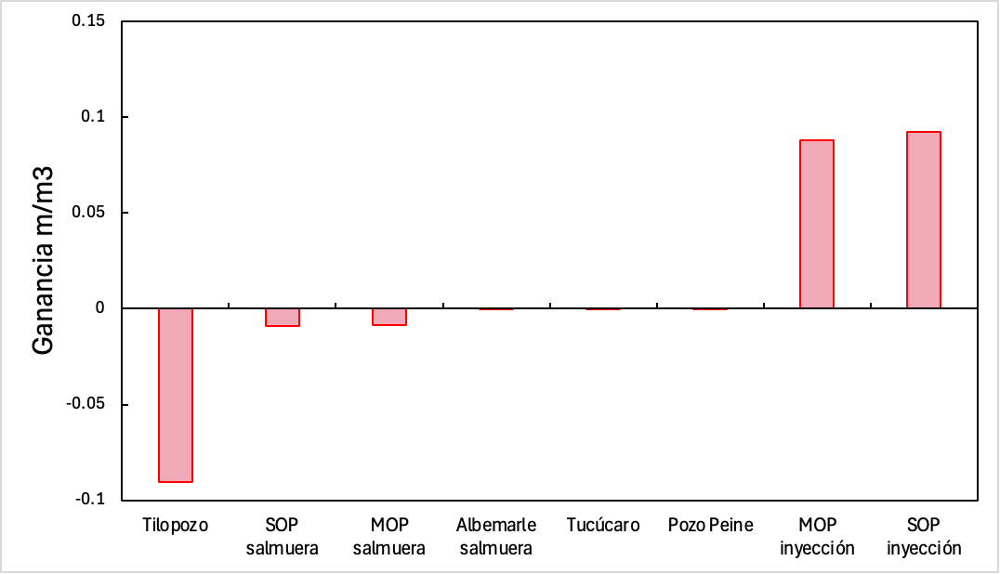 0.15
0.1
0.05
0
-0.05
-0.1
Ganancia m/m3
Tilopozo
SOP
salmuera
MOP
salmuera
Albemarle
salmuera
Tucúcaro
Pozo Peine
MOP
inyección
SOP
inyección